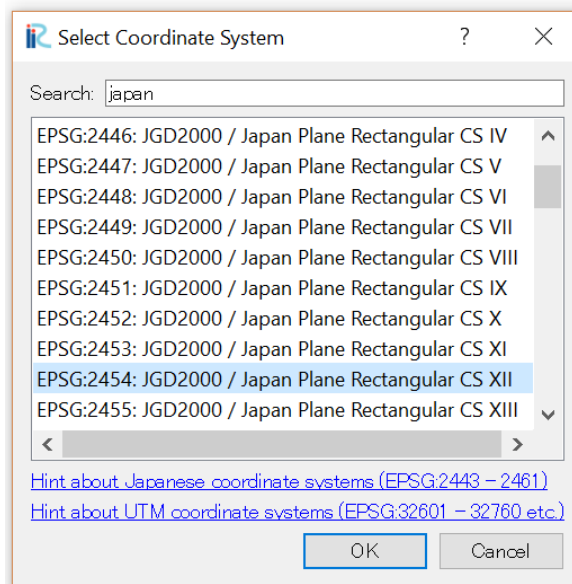 iRC Select Coordinate System ? ×
Search: japan
EPSG:2446: JGD2000 / Japan Plane Rectangular CS IV
EPSG:2447: JGD2000 / Japan Plane Rectangular CS V
EPSG:2448: JGD2000 / Japan Plane Rectangular CS VI
EPSG:2449: JGD2000 / Japan Plane Rectangular CS VII
EPSG:2450: JGD2000 / Japan Plane Rectangular CS VIII
EPSG:2451: JGD2000 / Japan Plane Rectangular CS IX
EPSG:2452: JGD2000 / Japan Plane Rectangular CS X
EPSG:2453: JGD2000 / Japan Plane Rectangular CS XI
EPSG:2454: JGD2000 / Japan Plane Rectangular CS XII
EPSG:2455: JGD2000 / Japan Plane Rectangular CS XIII
Hint about Japanese coordinate systems (EPSG:2443 - 2461)
Hint about UTM coordinate systems (EPSG:32601 - 32760 etc.)
OK Cancel